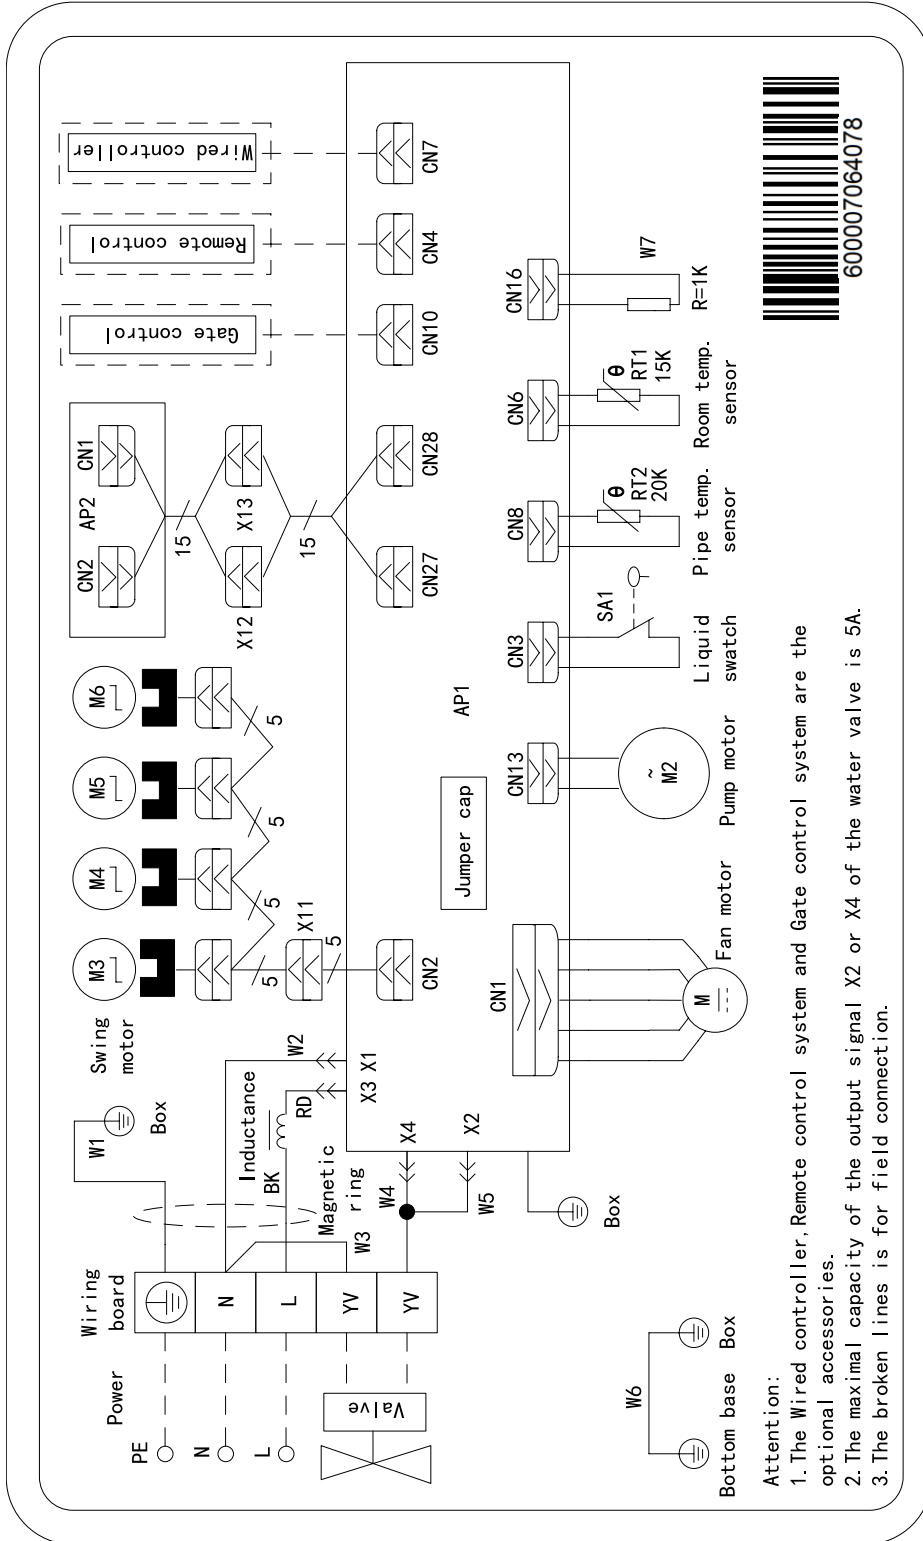 Power
PE
N
L
Valve
Wiring
board
N
L
YV
YV
W1
Box
W2
Inductance
BK
RD
Magnetic
ring
W3
X3
X1
W4
X4
W5
X2
Box
Swing
motor
M3
M4
M5
M6
5
5
5
5
5
X11
CN2
AP2
CN2
CN1
15
X12
X13
15
CN27
CN28
Gate control
Remote control
Wired controller
CN10
CN4
CN7
Jumper cap
AP1
CN1
CN13
CN3
CN8
CN6
CN16
M
Fan motor
~
M2
Pump motor
SA1
Liquid
swatch
θ
RT2
20K
Pipe temp.
sensor
θ
RT1
15K
Room temp.
sensor
W7
R=1K
W6
Bottom base
Box
Attention:
1. The Wired controller, Remote control system and Gate control system are the
optional accessories.
2. The maximal capacity of the output signal X2 or X4 of the water valve is 5A.
3. The broken lines is for field connection.
600007064078